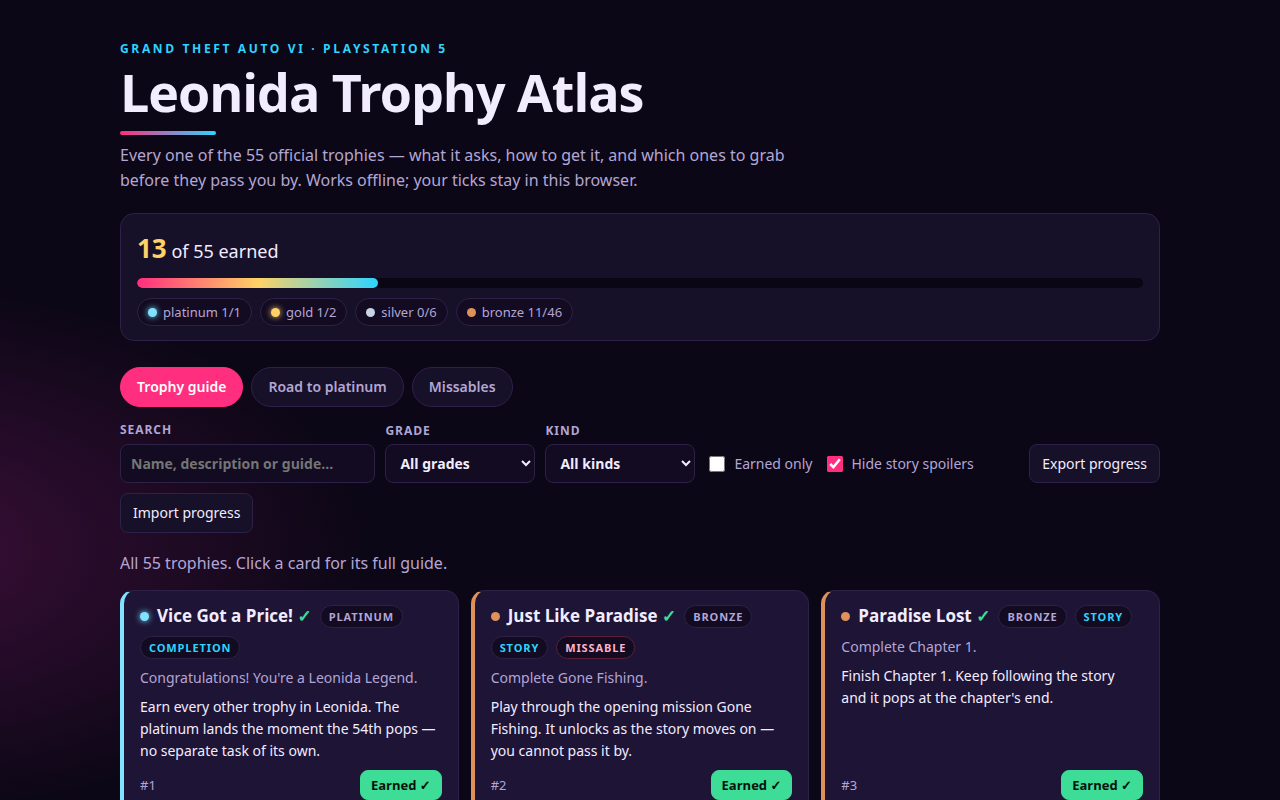 GRAND THEFT AUTO VI · PLAYSTATION 5
Leonida Trophy Atlas
Every one of the 55 official trophies — what it asks, how to get it, and which ones to grab
before they pass you by. Works offline; your ticks stay in this browser.
13 of 55 earned
platinum 1/1
gold 1/2
silver 0/6
bronze 11/46
Trophy guide
Road to platinum
Missables
SEARCH
GRADE
KIND
Name, description or guide...
All grades
All kinds
Earned only
Hide story spoilers
Export progress
Import progress
All 55 trophies. Click a card for its full guide.
Vice Got a Price! ✓ PLATINUM
COMPLETION
Congratulations! You're a Leonida Legend.
Earn every other trophy in Leonida. The
platinum lands the moment the 54th pops —
no separate task of its own.
#1
Earned ✓
Just Like Paradise ✓ BRONZE
STORY MISSABLE
Complete Gone Fishing.
Play through the opening mission Gone
Fishing. It unlocks as the story moves on —
you cannot pass it by.
#2
Earned ✓
Paradise Lost ✓ BRONZE STORY
Complete Chapter 1.
Finish Chapter 1. Keep following the story
and it pops at the chapter's end.
#3
Earned ✓